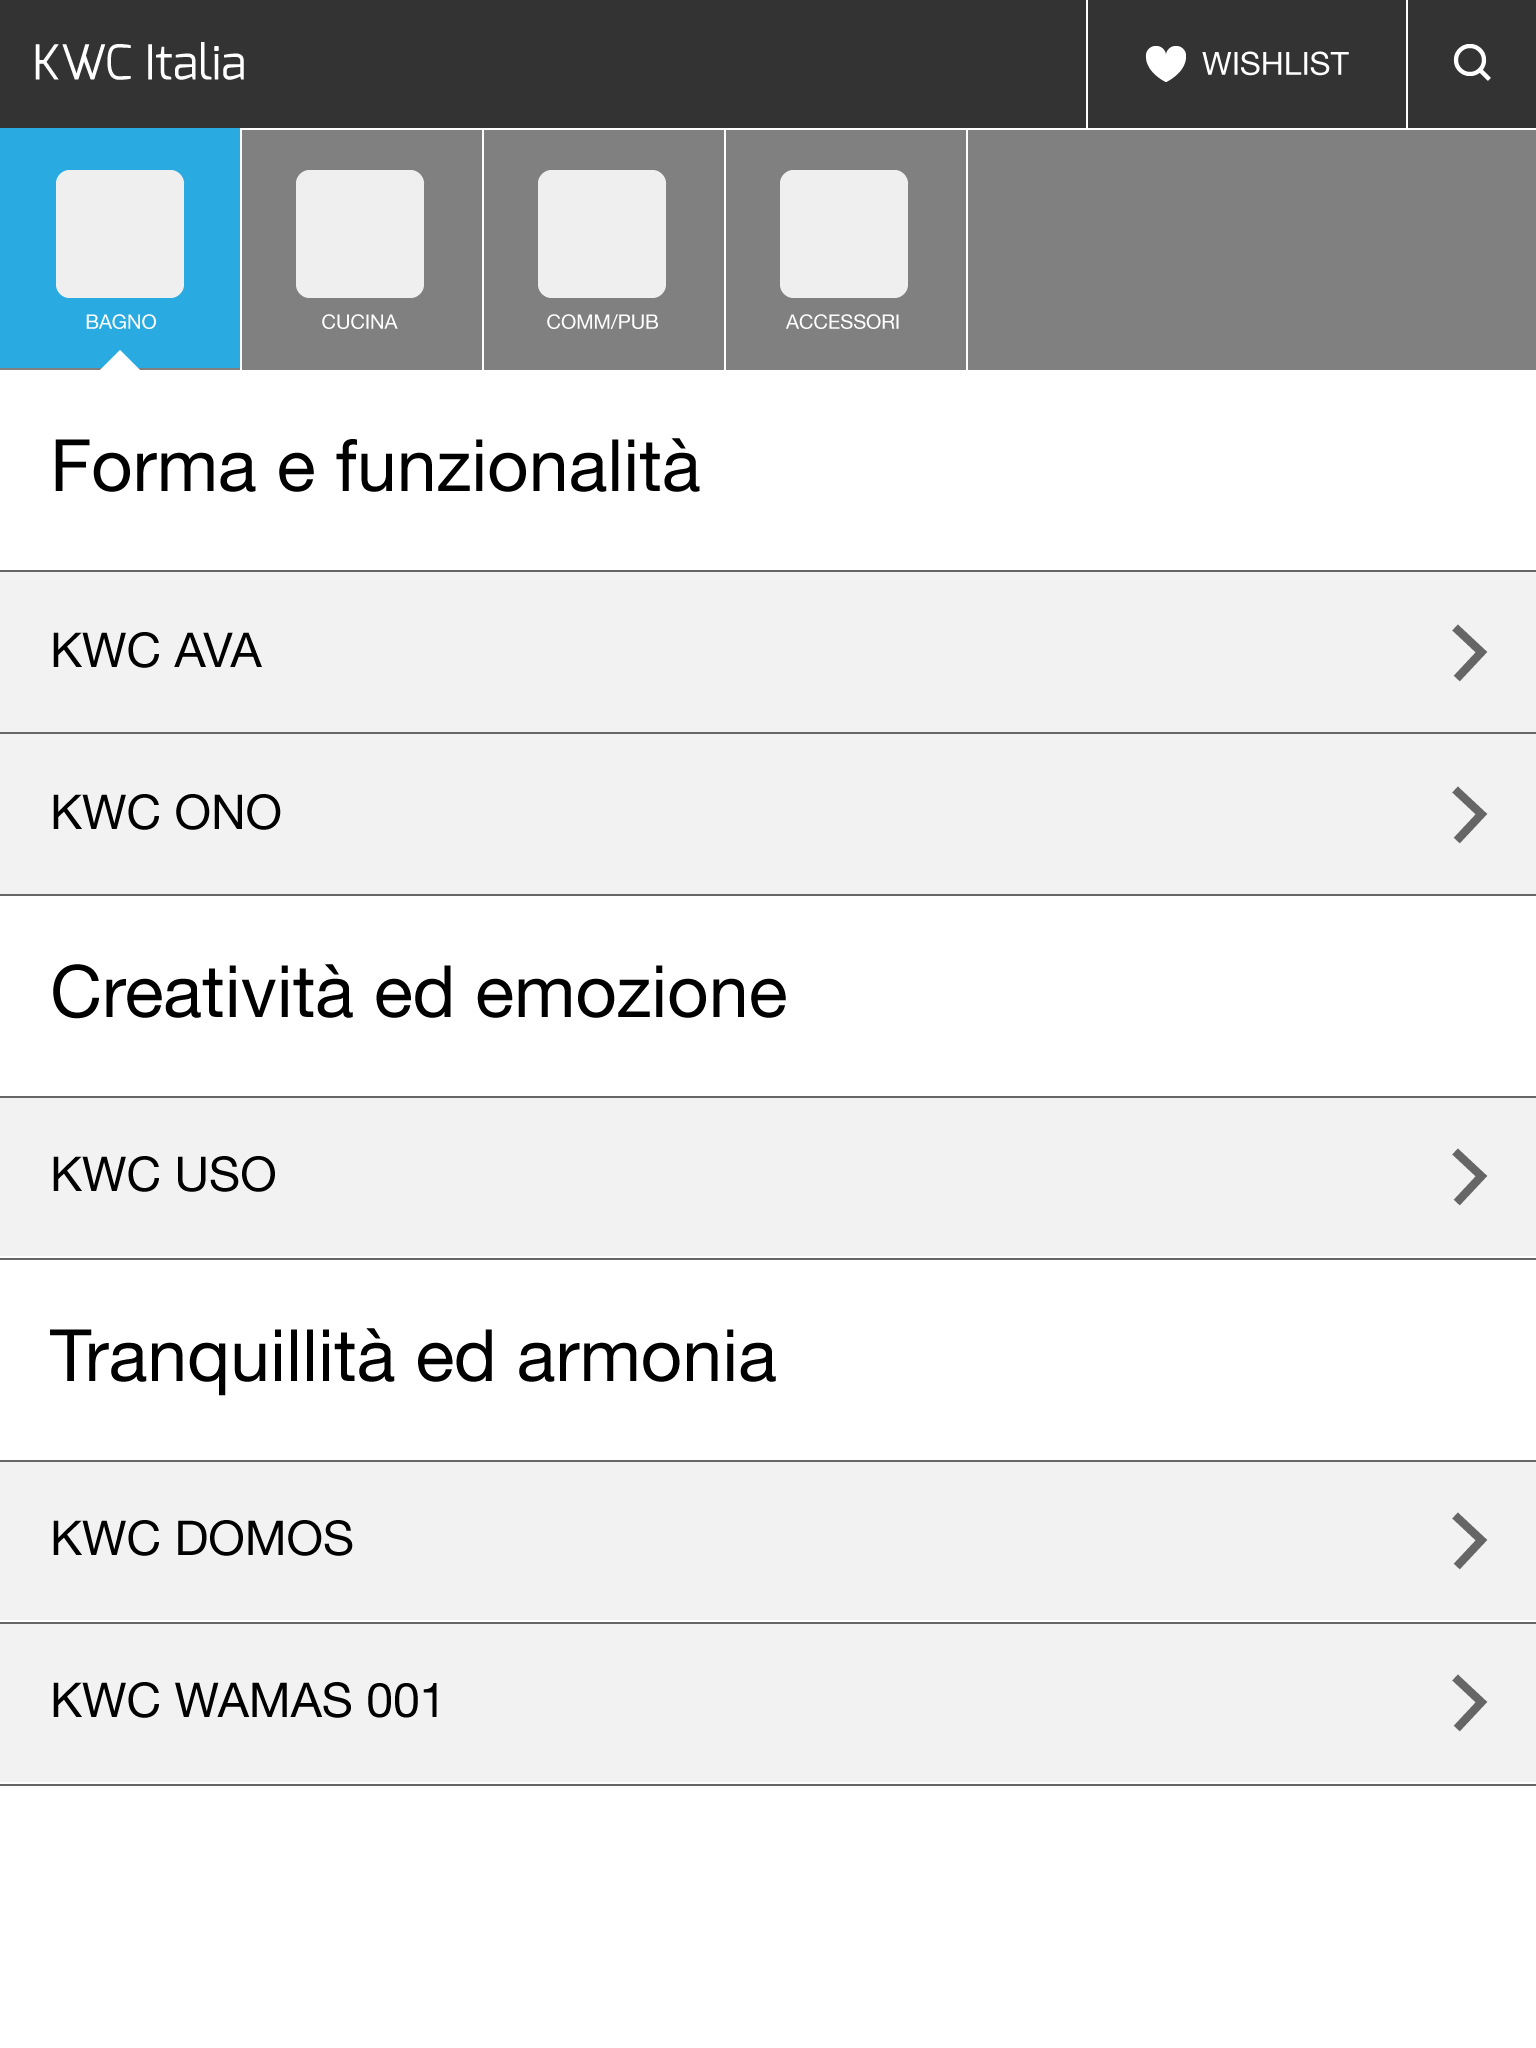 KWC Italia
WISHLIST
BAGNO
CUCINA
COMM/PUB
ACCESSORI
Forma e funzionalità
KWC AVA
KWC ONO
Creatività ed emozione
KWC USO
Tranquillità ed armonia
KWC DOMOS
KWC WAMAS 001